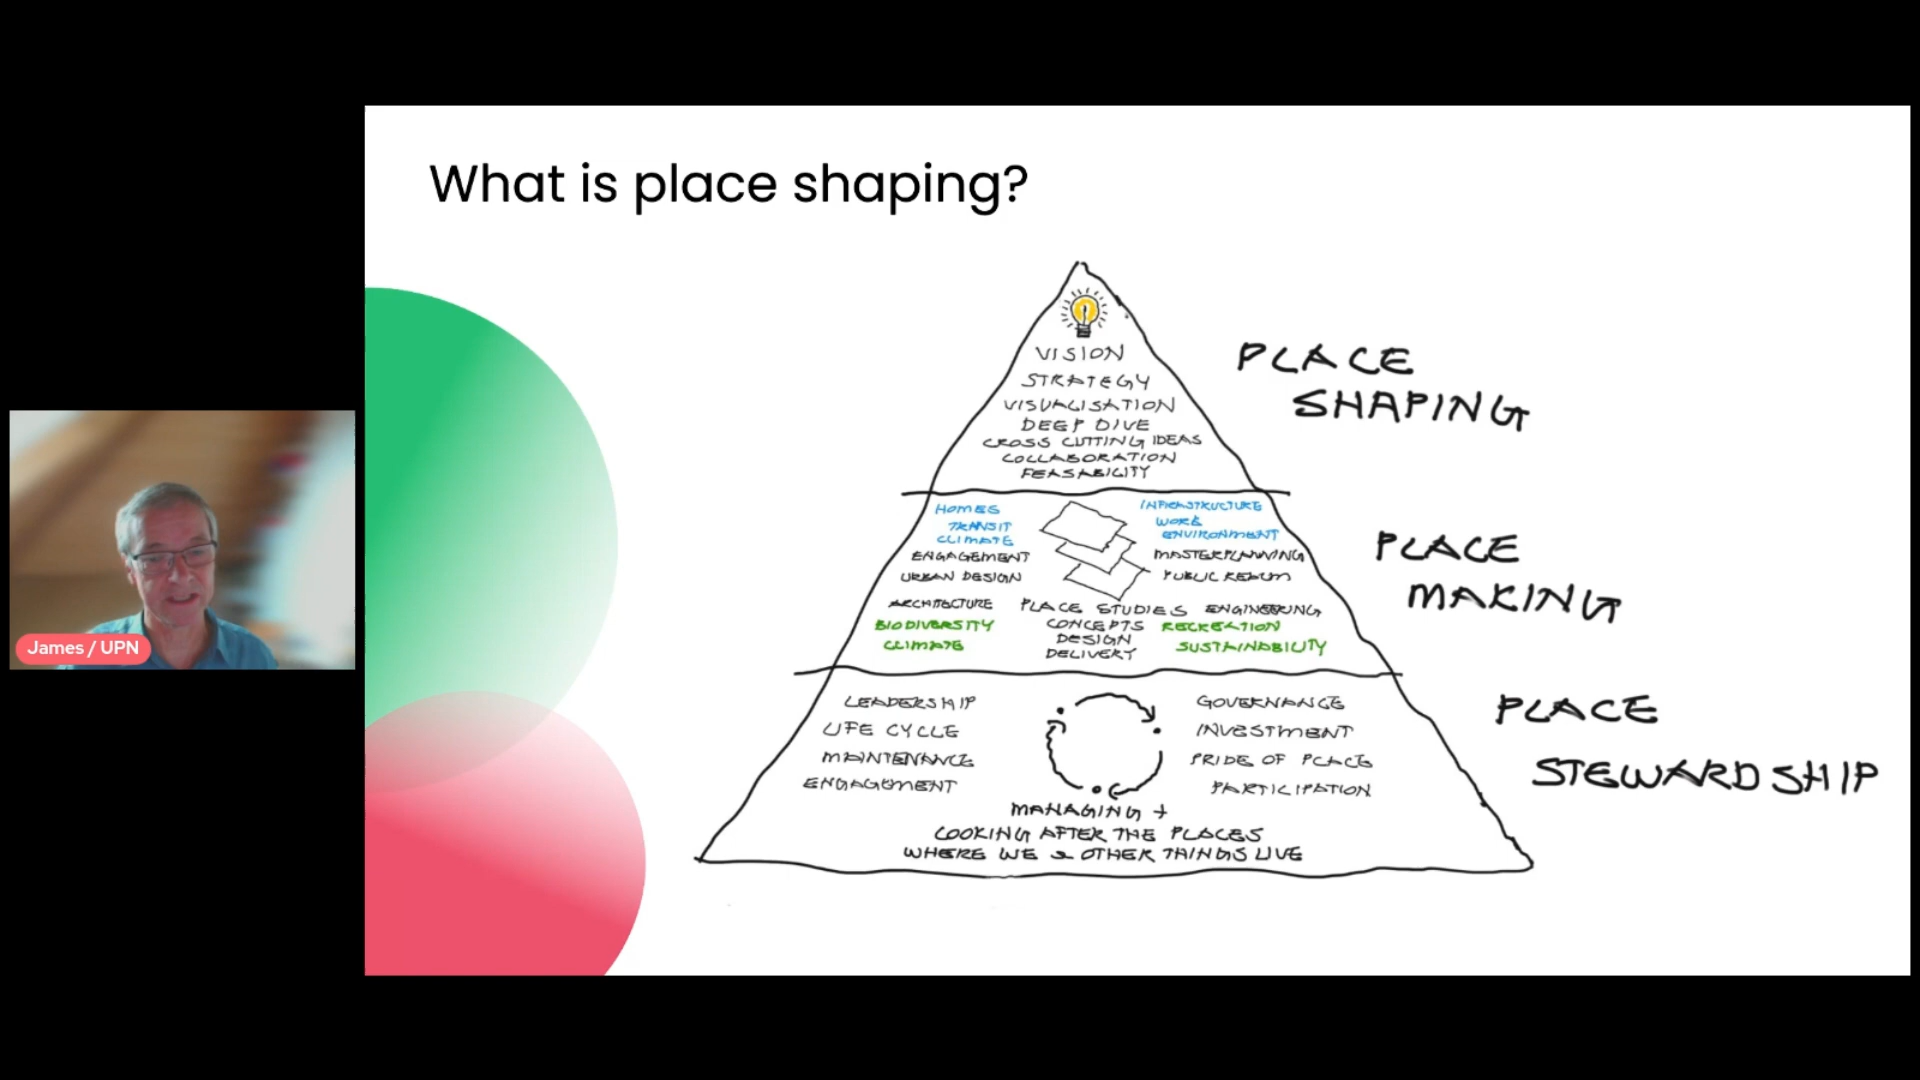 What is place shaping?
VISION
STRATEGY
VISUALISATION
DEEP DIVE
CROSS CUTTING IDEAS
COLLABORATION
FEASABILITY
PLACE
SHAPING
HOMES
TRANSIT
CLIMATE
ENGAGEMENT
URBAN DESIGN
ARCHITECTURE
BIODIVERSITY
CLIMATE
PLACE STUDIES
CONCEPTS
DESIGN
DELIVERY
INFRASTRUCTURE
WORK
ENVIRONMENT
MASTERPLANNING
PUBLIC REALM
ENGINEERING
RECREATION
SUSTAINABILITY
PLACE
MAKING
LEADERSHIP
LIFE CYCLE
MAINTENANCE
ENGAGEMENT
GOVERNANCE
INVESTMENT
PRIDE OF PLACE
PARTICIPATION
MANAGING +
LOOKING AFTER THE PLACES
WHERE WE & OTHER THINGS LIVE
PLACE
STEWARDSHIP
James / UPN